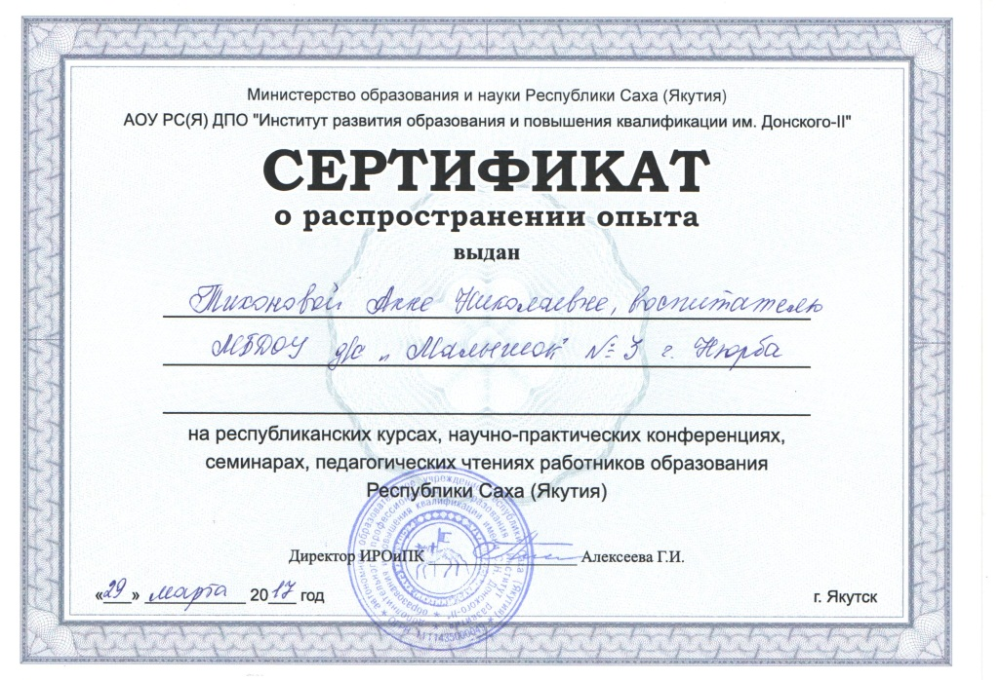 Министерство образования и науки Республики Саха (Якутия)
АОУ РС(Я) ДПО "Институт развития образования и повышения квалификации им. Донского-II"
СЕРТИФИКАТ
о распространении опыта
выдан
Тихоновой Анне Николаевне, воспитателю
МБДОУ д/с „Малышок" № 3 г. Нюрба
на республиканских курсах, научно-практических конференциях,
семинарах, педагогических чтениях работников образования
Республики Саха (Якутия)
Директор ИРОиПК Алексеева Г.И.
«29» марта 2017 год
г. Якутск